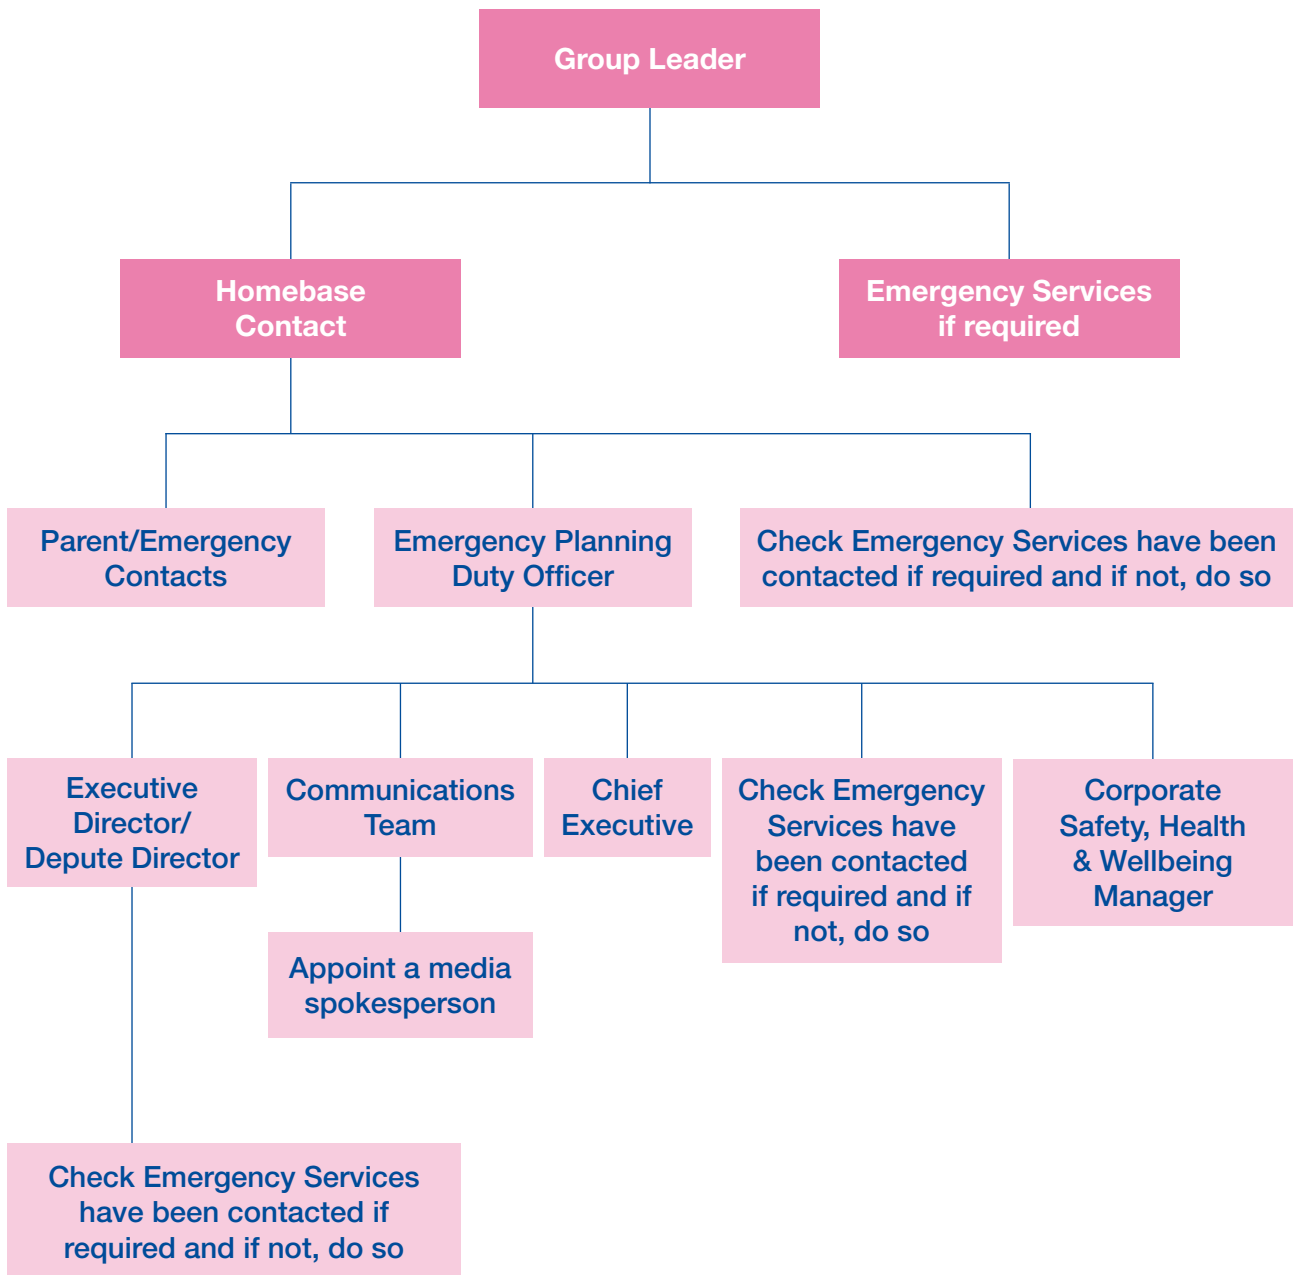 Group Leader
Homebase
Contact
Emergency Services
if required
Parent/Emergency
Contacts
Emergency Planning
Duty Officer
Check Emergency Services have been
contacted if required and if not, do so
Executive
Director/
Depute Director
Communications
Team
Chief
Executive
Check Emergency
Services have
been contacted
if required and if
not, do so
Corporate
Safety, Health
& Wellbeing
Manager
Appoint a media
spokesperson
Check Emergency Services
have been contacted if
required and if not, do so